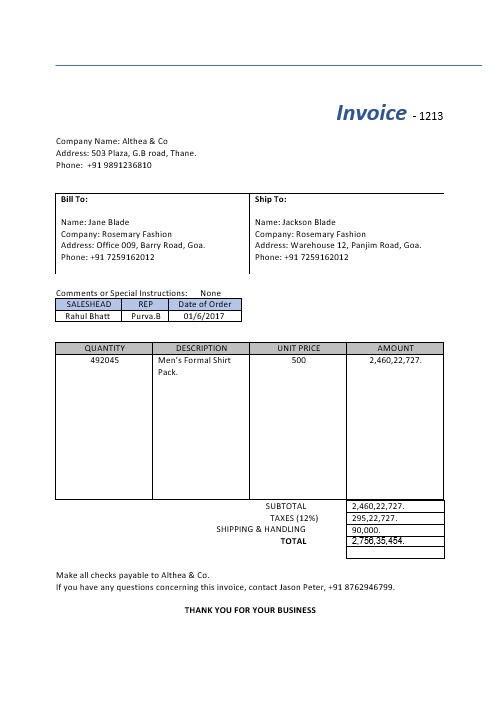 Invoice - 1213
Company Name: Althea & Co
Address: 503 Plaza, G.B road, Thane.
Phone: +91 9891236810
Bill To:
Ship To:
Name: Jane Blade
Name: Jackson Blade
Company: Rosemary Fashion
Company: Rosemary Fashion
Address: Office 009, Barry Road, Goa.
Address: Warehouse 12, Panjim Road, Goa.
Phone: +91 7259162012
Phone: +91 7259162012
Comments or Special Instructions: None
SALESHEAD REP Date of Order
Rahul Bhatt Purva.B 01/6/2017
QUANTITY DESCRIPTION UNIT PRICE AMOUNT
492045 Men's Formal Shirt 500 2,460,22,727.
Pack.
SUBTOTAL 2,460,22,727.
TAXES (12%) 295,22,727.
SHIPPING & HANDLING 90,000.
TOTAL 2,756,35,454.
Make all checks payable to Althea & Co.
If you have any questions concerning this invoice, contact Jason Peter, +91 8762946799.
THANK YOU FOR YOUR BUSINESS